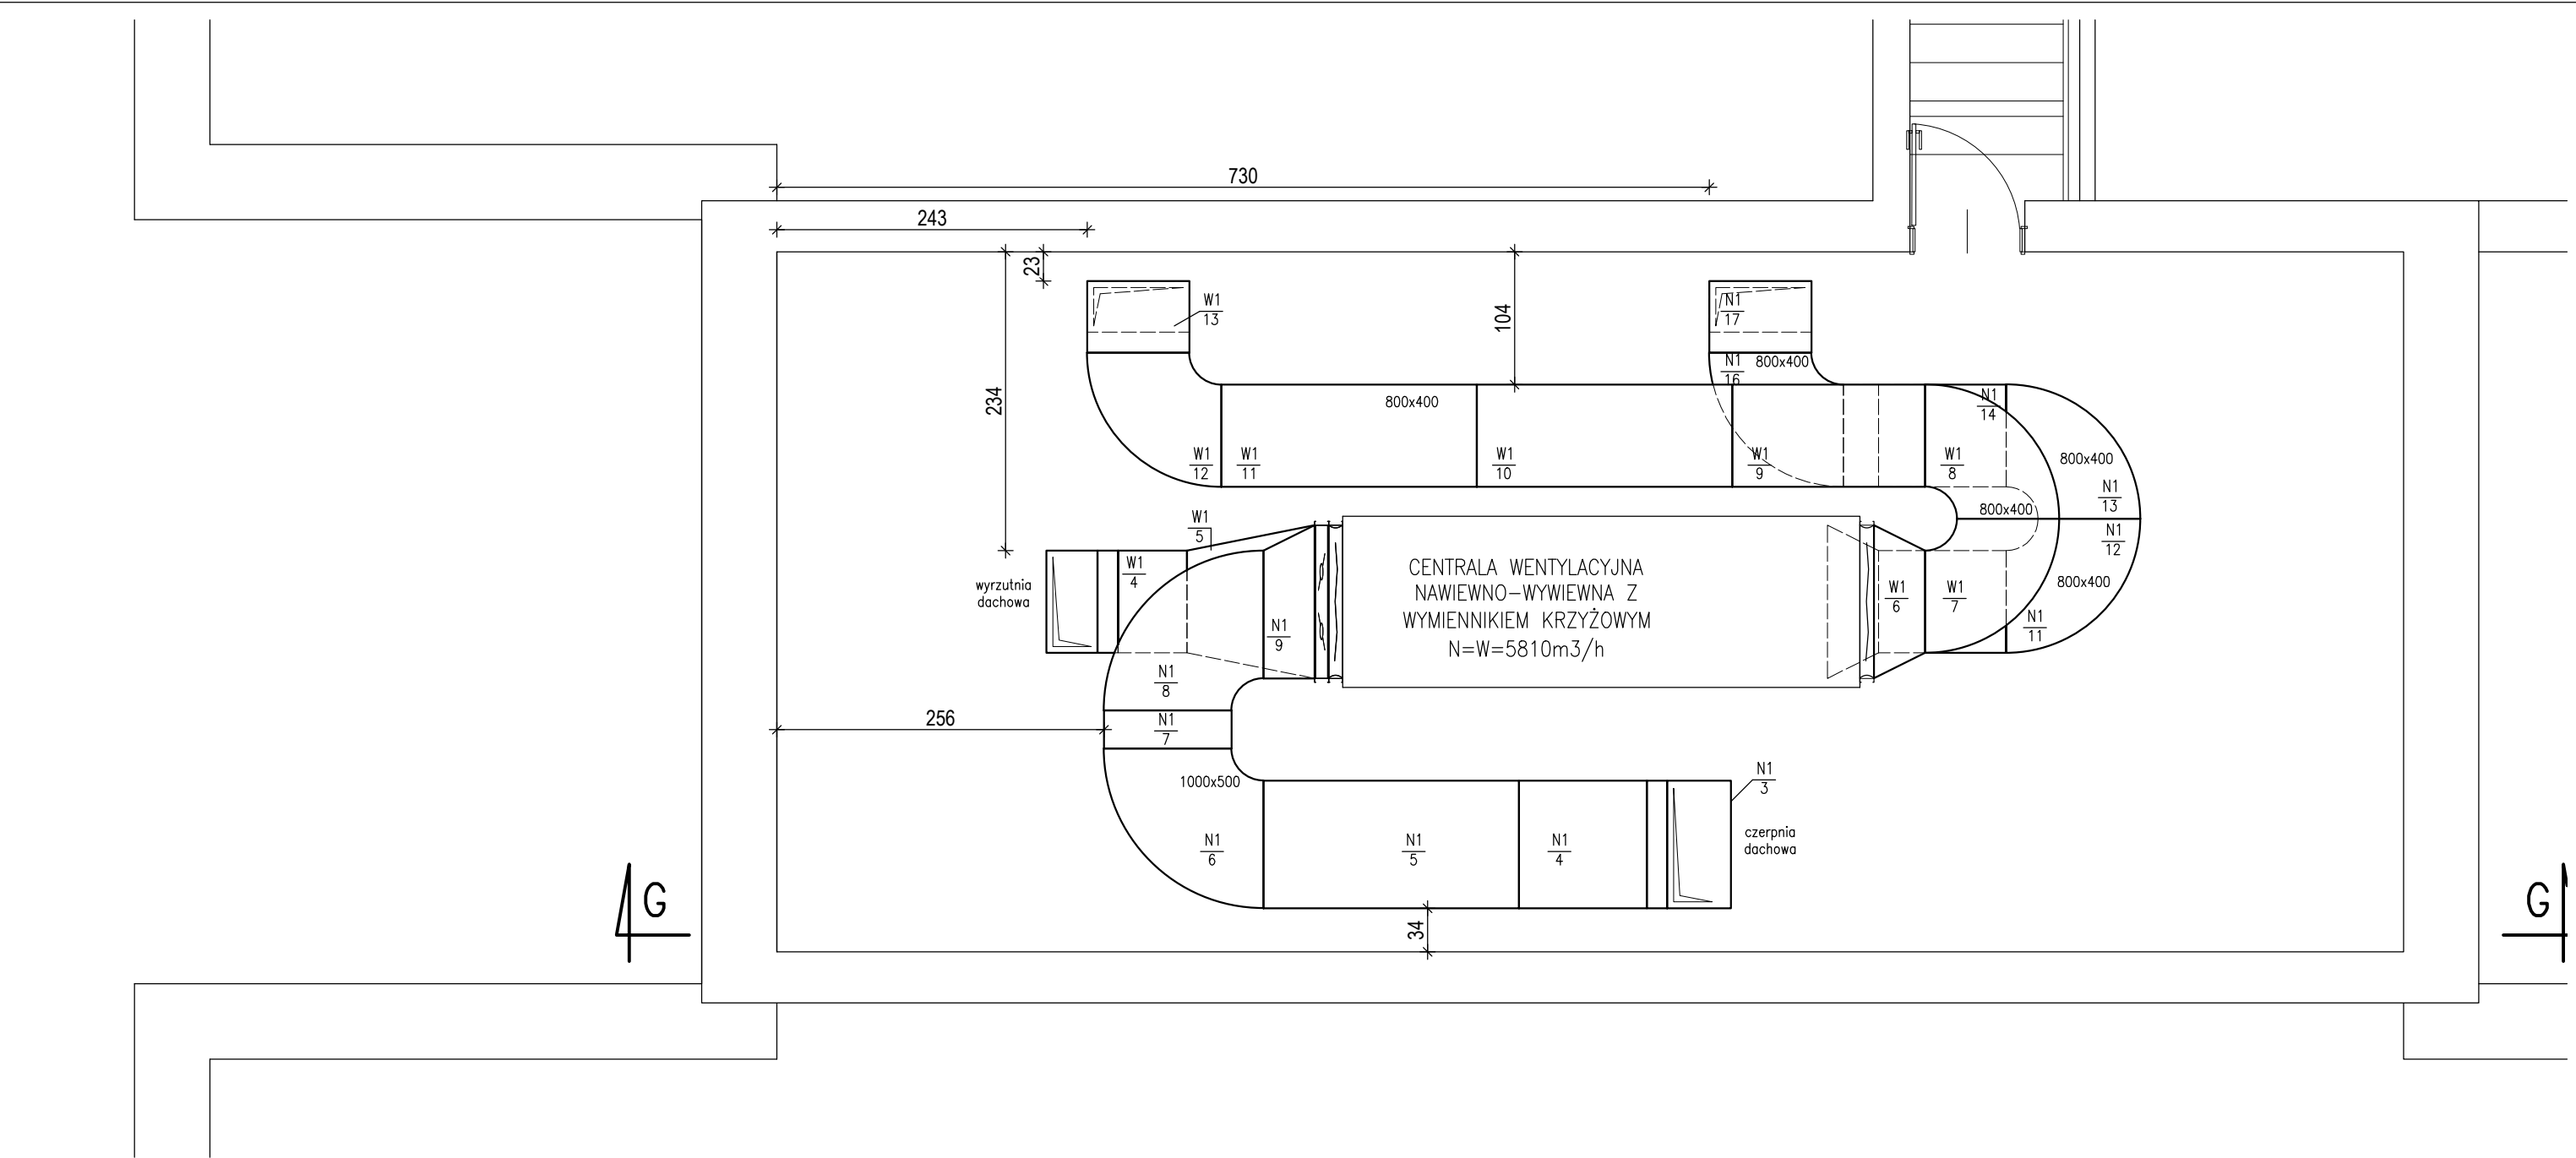 730
243
23
234
104
W1
13
N1
17
N1
16
800x400
800x400
N1
14
W1
12
W1
11
W1
10
W1
9
W1
8
800x400
N1
13
800x400
N1
12
W1
5
wyrzutnia
dachowa
W1
4
CENTRALA WENTYLACYJNA
NAWIEWNO-WYWIEWNA Z
WYMIENNIKIEM KRZYŻOWYM
N=W=5810m3/h
W1
6
W1
7
800x400
N1
11
N1
9
N1
8
256
N1
7
1000x500
N1
3
czerpnia
dachowa
N1
6
N1
5
N1
4
34
G
G